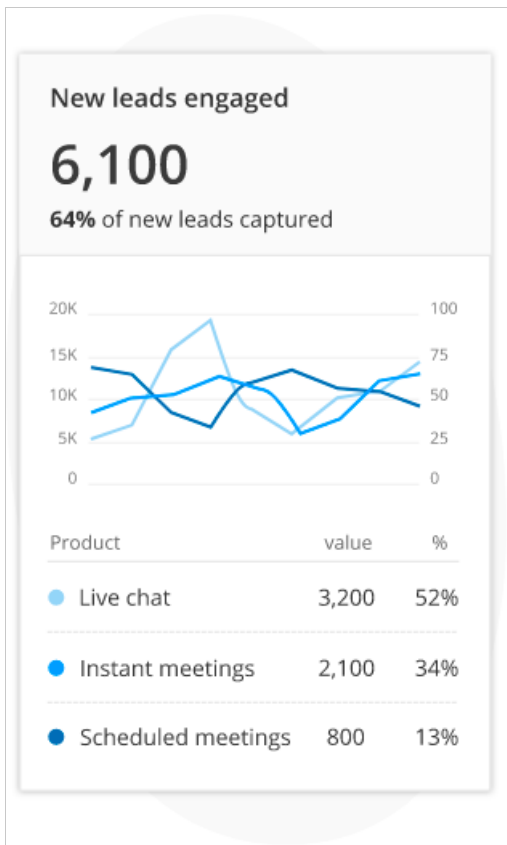 New leads engaged
6,100
64% of new leads captured
20K 100
15K 75
10K 50
5K 25
0 0
Product value %
Live chat 3,200 52%
Instant meetings 2,100 34%
Scheduled meetings 800 13%